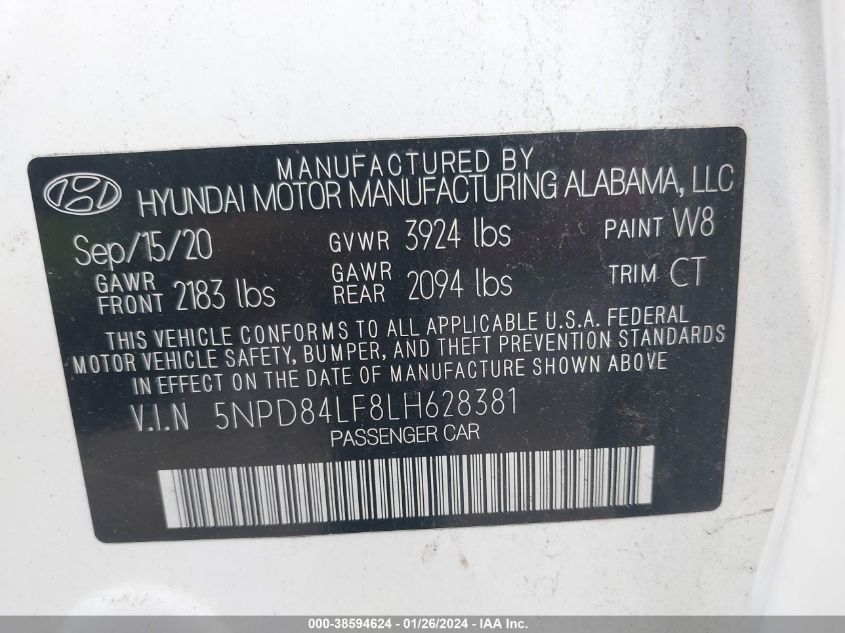 MANUFACTURED BY
HYUNDAI MOTOR MANUFACTURING ALABAMA, LLC
Sep/15/20 GVWR 3924 lbs PAINT W8
GAWR FRONT 2183 lbs GAWR REAR 2094 lbs TRIM CT
THIS VEHICLE CONFORMS TO ALL APPLICABLE U.S.A. FEDERAL
MOTOR VEHICLE SAFETY, BUMPER, AND THEFT PREVENTION STANDARDS
IN EFFECT ON THE DATE OF MANUFACTURE SHOWN ABOVE
V.I.N 5NPD84LF8LH628381
PASSENGER CAR
000-38594624 - 01/26/2024 - IAA Inc.